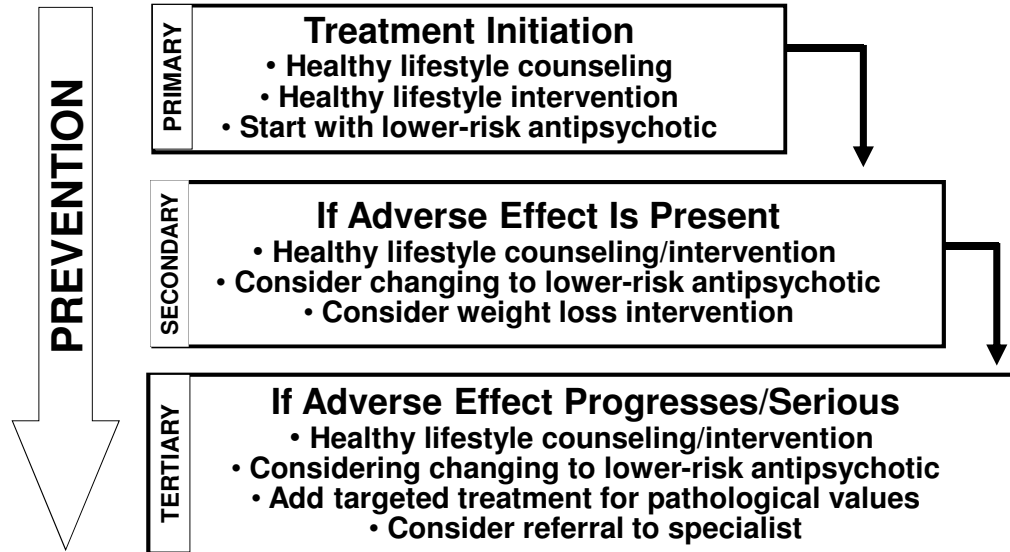 PREVENTION
PRIMARY
Treatment Initiation
• Healthy lifestyle counseling
• Healthy lifestyle intervention
• Start with lower-risk antipsychotic
SECONDARY
If Adverse Effect Is Present
• Healthy lifestyle counseling/intervention
• Consider changing to lower-risk antipsychotic
• Consider weight loss intervention
TERTIARY
If Adverse Effect Progresses/Serious
• Healthy lifestyle counseling/intervention
• Considering changing to lower-risk antipsychotic
• Add targeted treatment for pathological values
• Consider referral to specialist